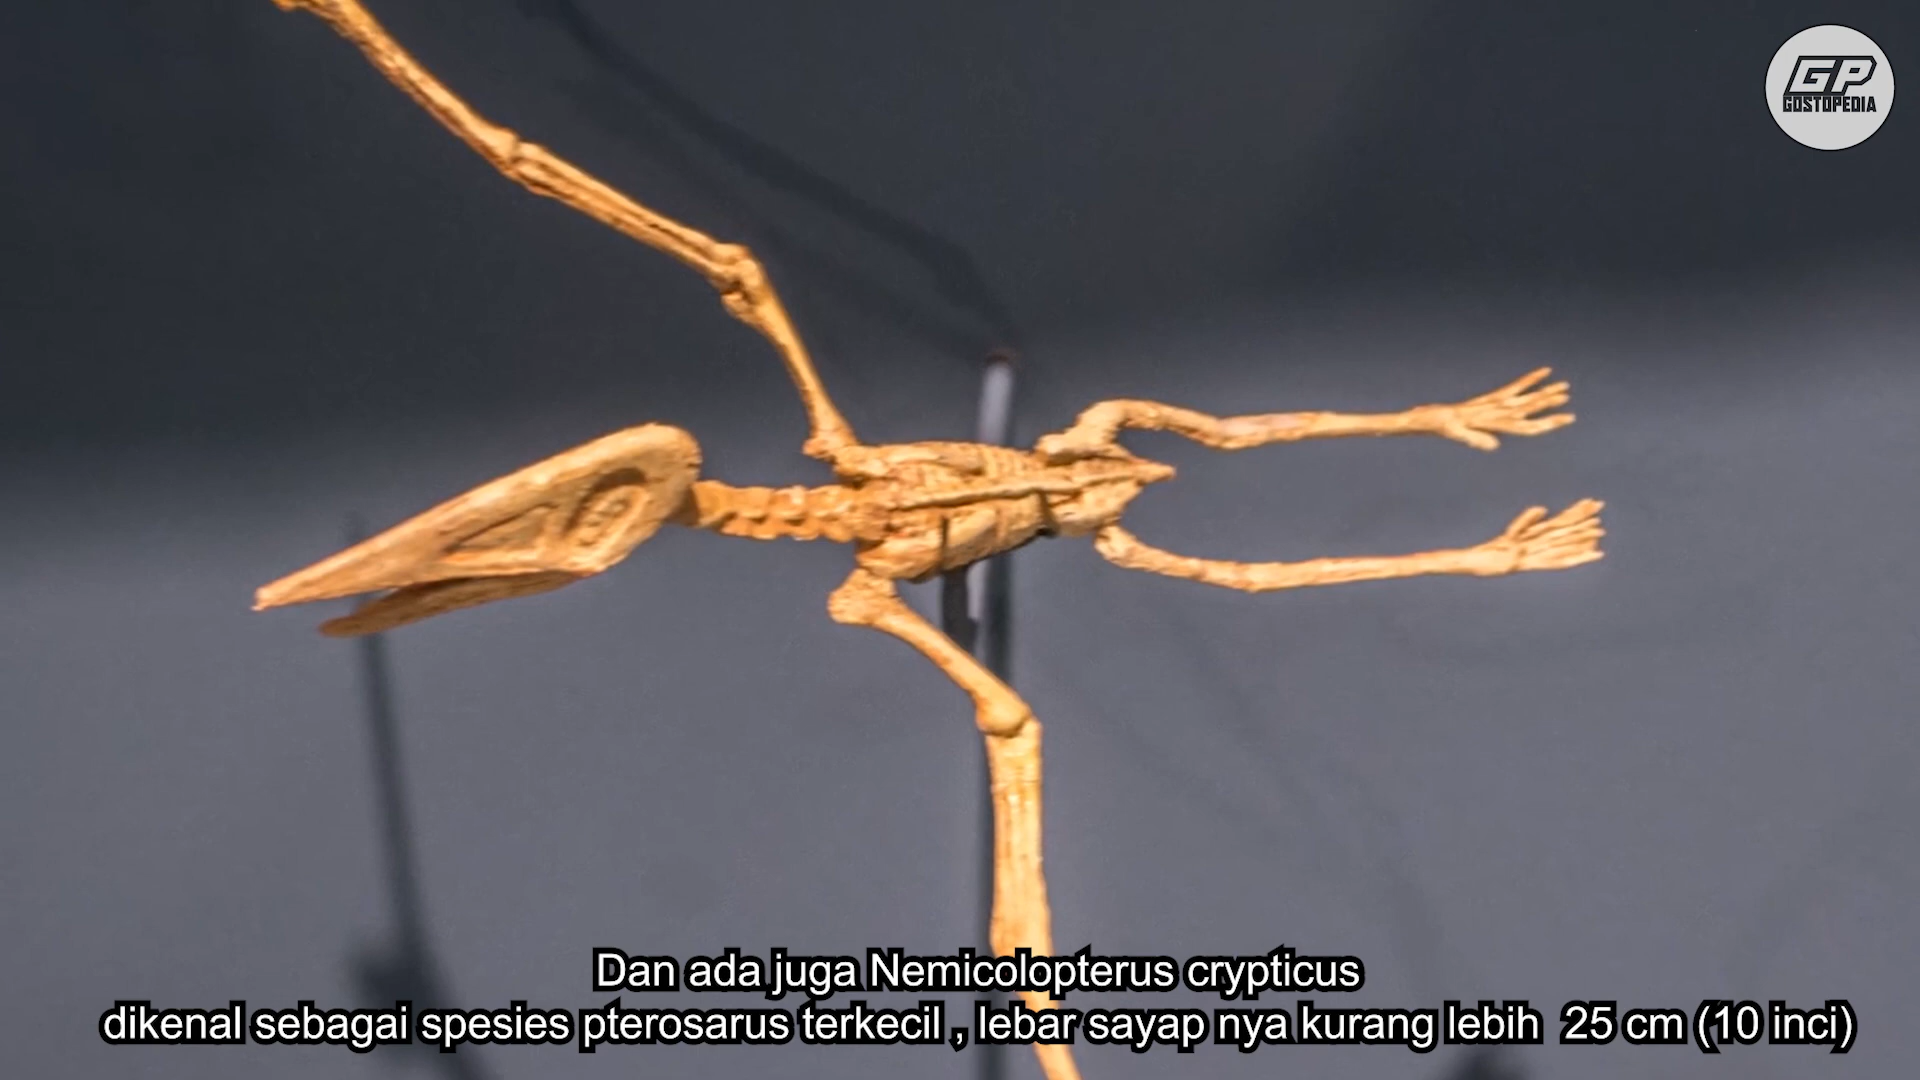 GP
GOSTOPEDIA
Dan ada juga Nemicolopterus crypticus
dikenal sebagai spesies pterosarus terkecil , lebar sayap nya kurang lebih 25 cm (10 inci)